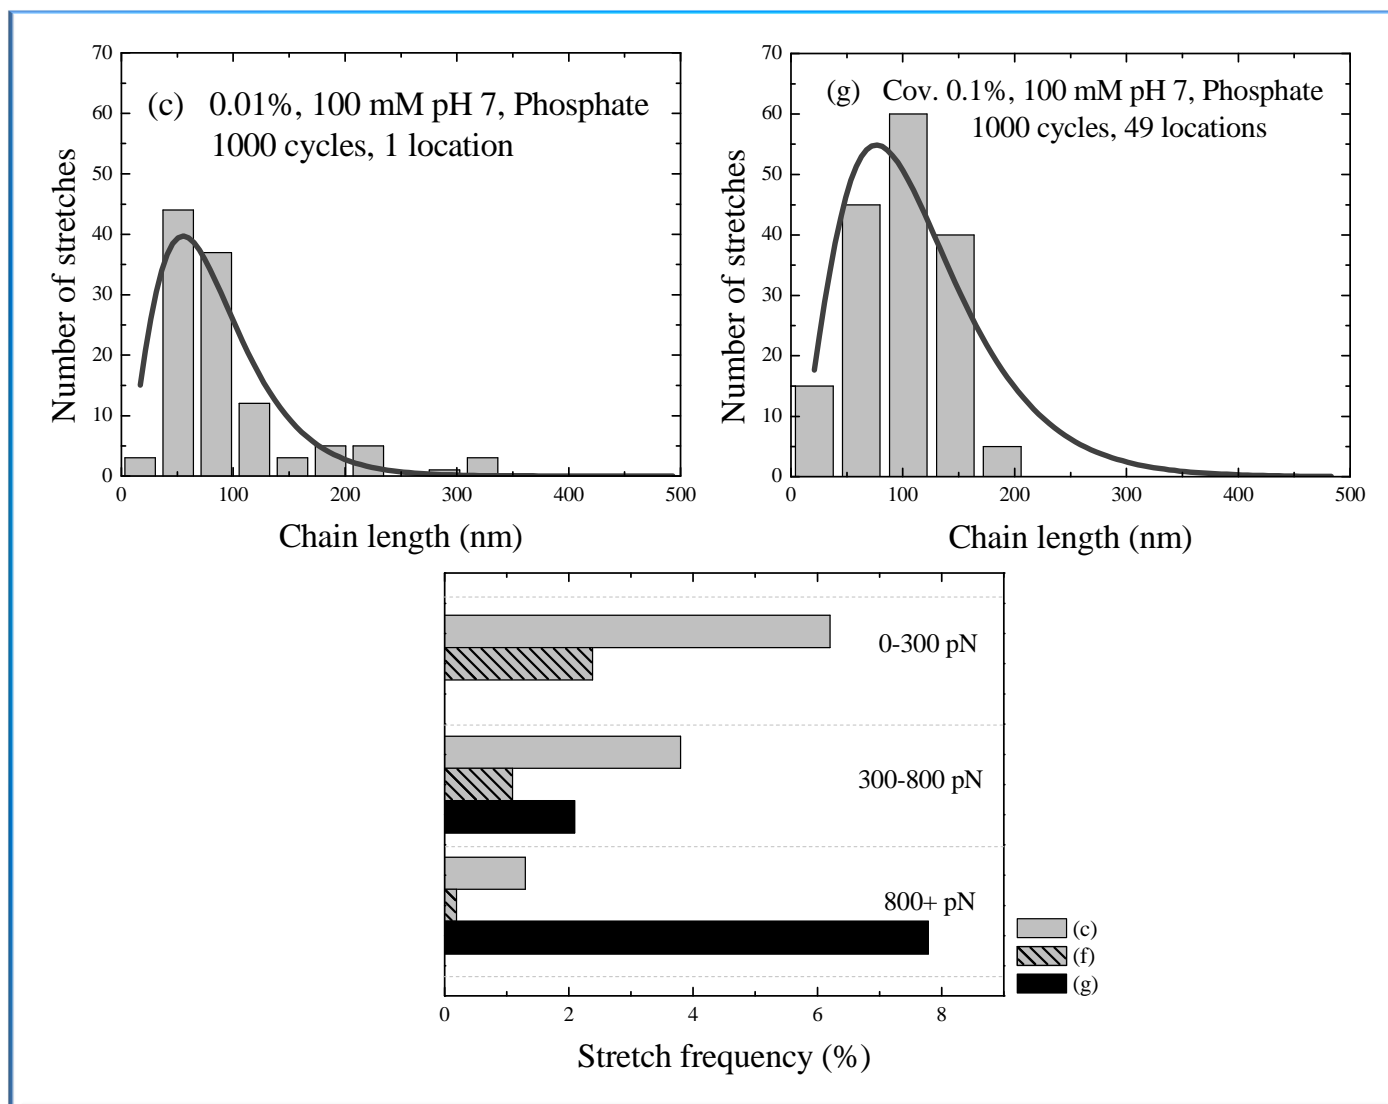 (c) 0.01%, 100 mM pH 7, Phosphate
1000 cycles, 1 location
70
60
50
40
30
20
10
0
Number of stretches
0 100 200 300 400 500
Chain length (nm)
(g) Cov. 0.1%, 100 mM pH 7, Phosphate
1000 cycles, 49 locations
70
60
50
40
30
20
10
0
Number of stretches
0 100 200 300 400 500
Chain length (nm)
0-300 pN
300-800 pN
800+ pN
(c)
(f)
(g)
0 2 4 6 8
Stretch frequency (%)